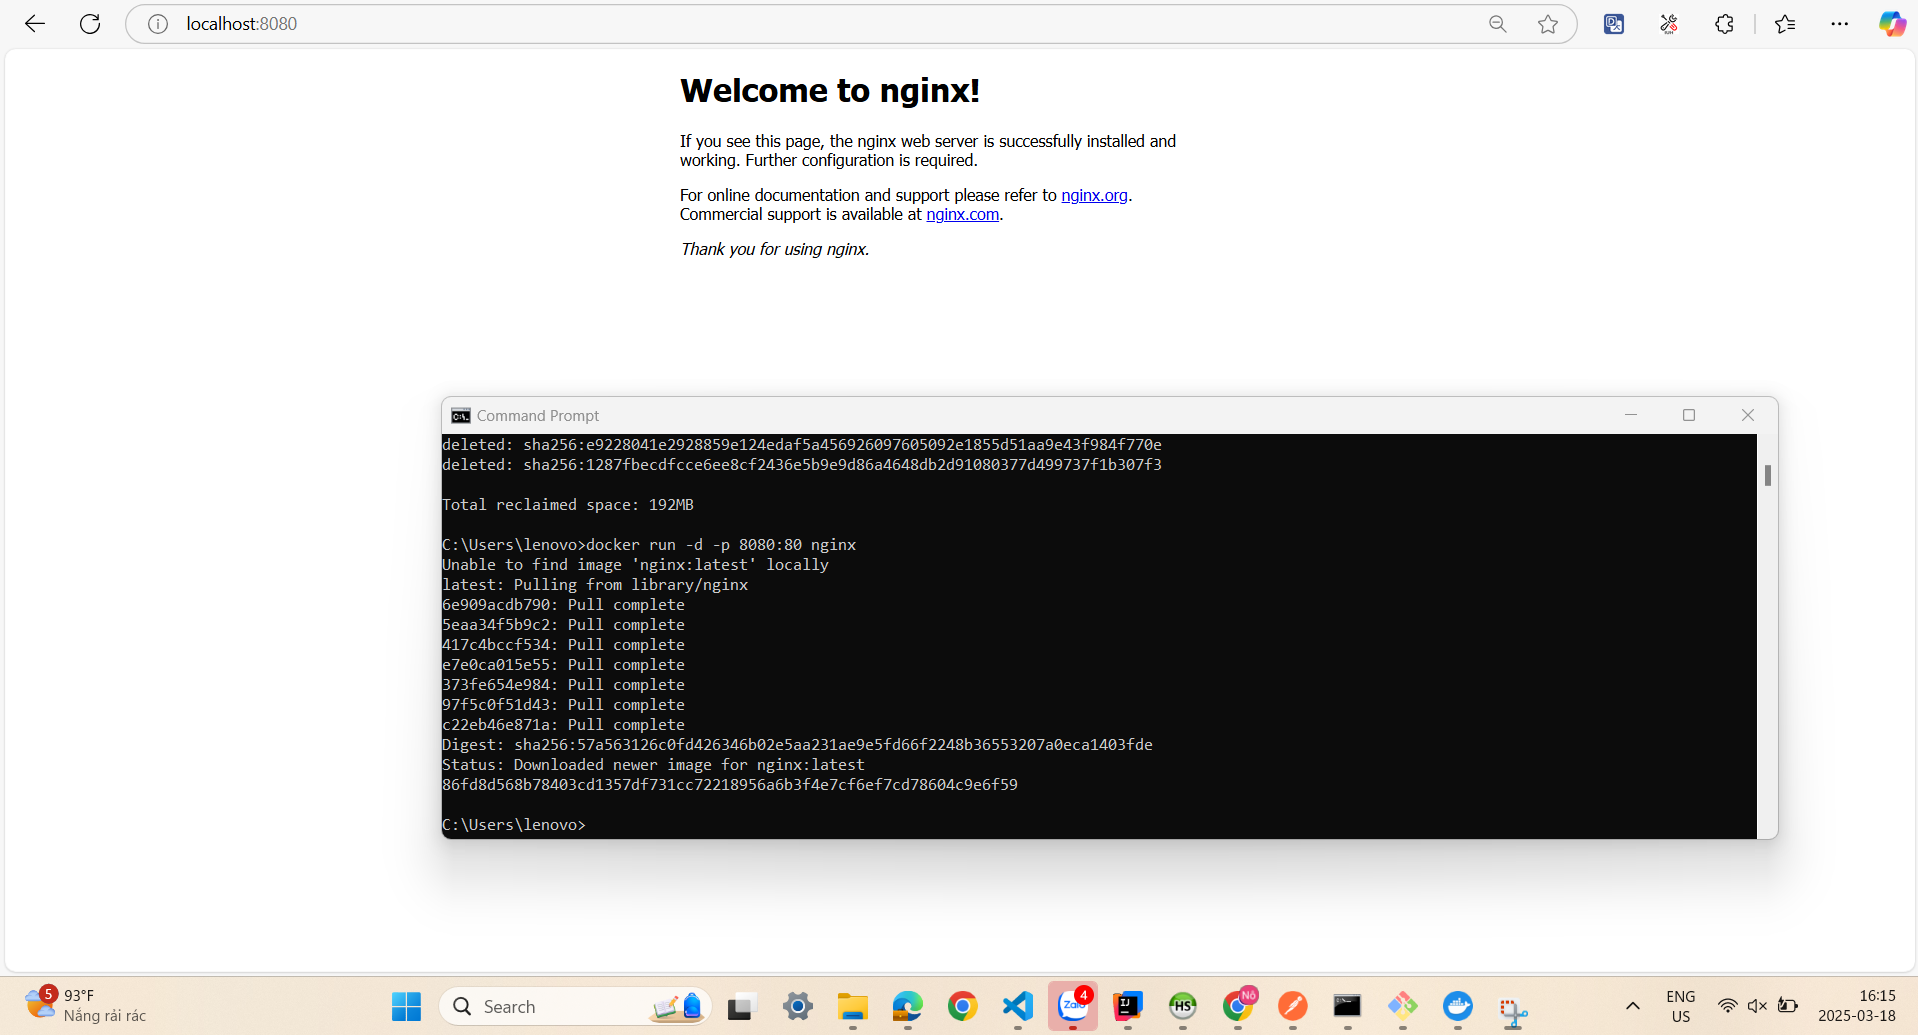 localhost:8080
Welcome to nginx!
If you see this page, the nginx web server is successfully installed and
working. Further configuration is required.
For online documentation and support please refer to nginx.org.
Commercial support is available at nginx.com.
Thank you for using nginx.
Command Prompt
deleted: sha256:e9228041e2928859e124edaf5a456926097605092e1855d51aa9e43f984f770e
deleted: sha256:1287fbecdfcce6ee8cf2436e5b9e9d86a4648db2d91080377d499737f1b307f3
Total reclaimed space: 192MB
C:\Users\lenovo>docker run -d -p 8080:80 nginx
Unable to find image 'nginx:latest' locally
latest: Pulling from library/nginx
6e909acdb790: Pull complete
5eaa34f5b9c2: Pull complete
417c4bccf534: Pull complete
e7e0ca015e55: Pull complete
373fe654e984: Pull complete
97f5c0f51d43: Pull complete
c22eb46e871a: Pull complete
Digest: sha256:57a563126c0fd426346b02e5aa231ae9e5fd66f2248b36553207a0eca1403fde
Status: Downloaded newer image for nginx:latest
86fd8d568b78403cd1357df731cc72218956a6b3f4e7cf6ef7cd78604c9e6f59
C:\Users\lenovo>
5
93°F
Nắng rải rác
Search
Zalo
4
IJ
HS
Nô
ENG
US
16:15
2025-03-18